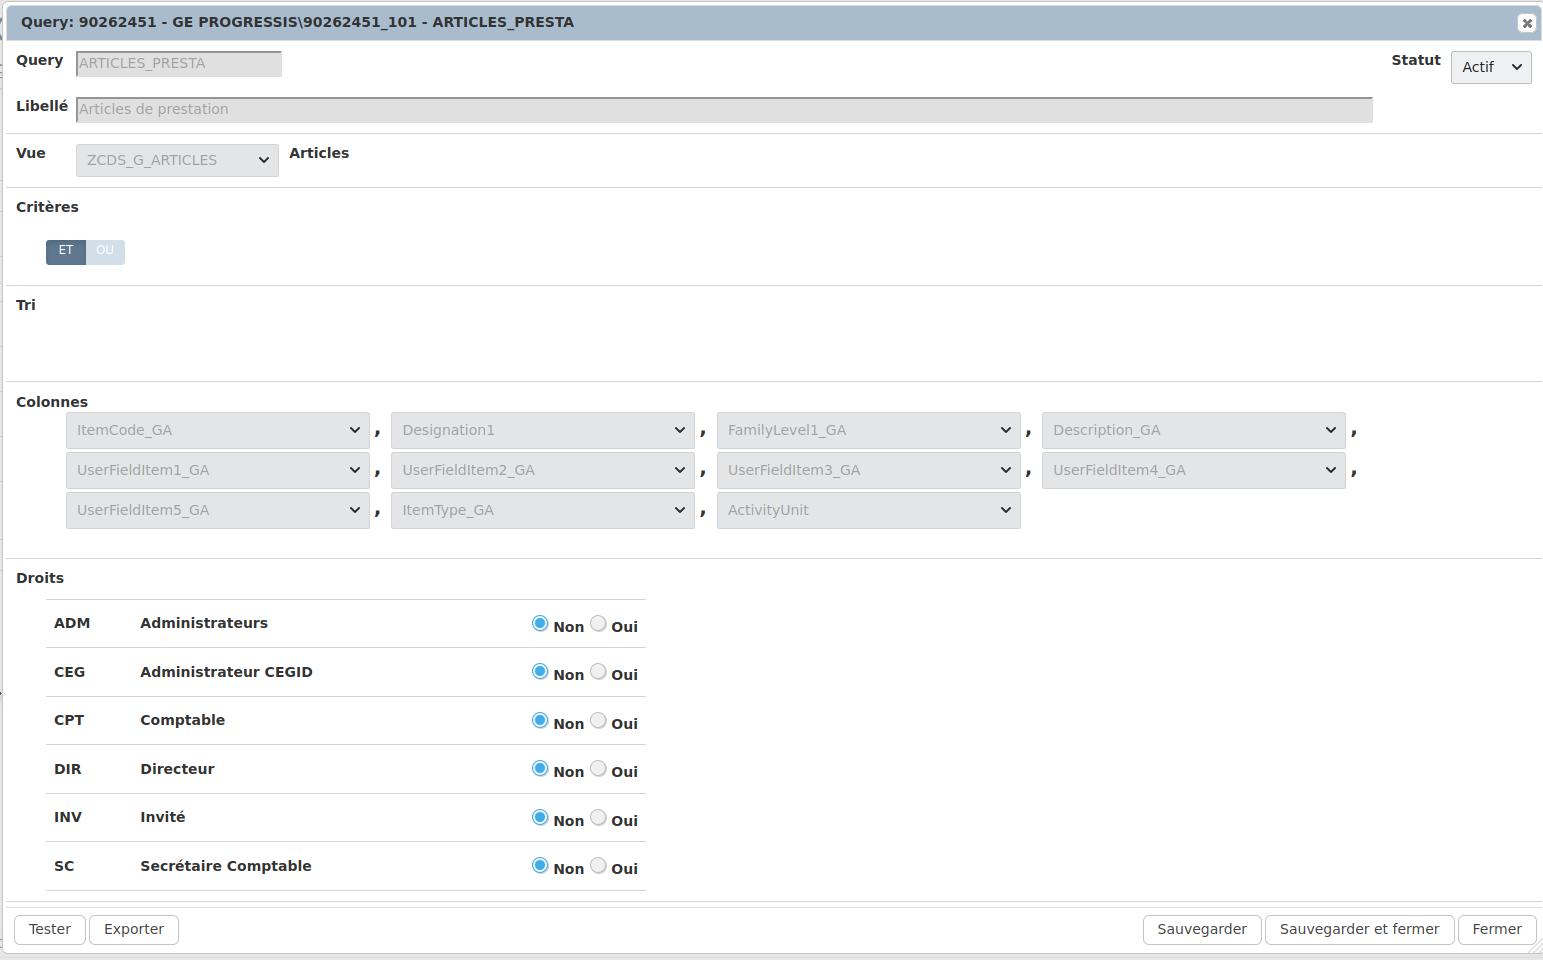 Query: 90262451 - GE PROGRESSIS\90262451_101 - ARTICLES_PRESTA
Query ARTICLES_PRESTA Statut Actif
Libellé Articles de prestation
Vue ZCDS_G_ARTICLES Articles
Critères
ET OU
Tri
Colonnes
ItemCode_GA , Designation1 , FamilyLevel1_GA , Description_GA ,
UserFieldItem1_GA , UserFieldItem2_GA , UserFieldItem3_GA , UserFieldItem4_GA ,
UserFieldItem5_GA , ItemType_GA , ActivityUnit
Droits
ADM Administrateurs Non Oui
CEG Administrateur CEGID Non Oui
CPT Comptable Non Oui
DIR Directeur Non Oui
INV Invité Non Oui
SC Secrétaire Comptable Non Oui
Tester Exporter Sauvegarder Sauvegarder et fermer Fermer